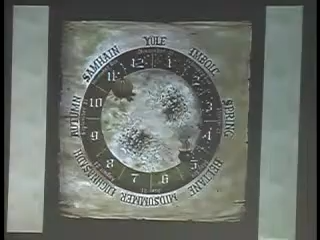 YULE
IMBOLC
SPRING
BELTANE
MIDSUMMER
LUGHNASADH
AUTUMN
SAMHAIN
12
1
2
3
4
5
6
7
8
9
10
11